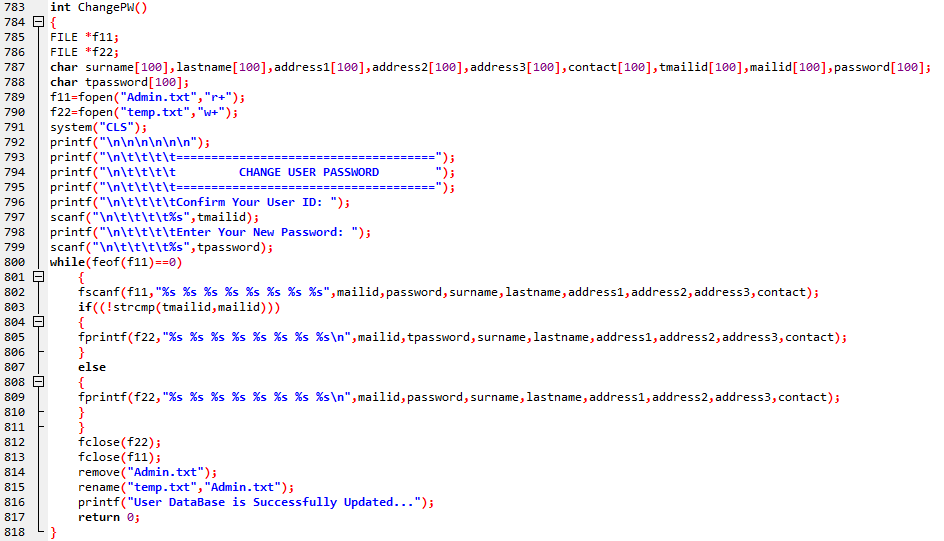 783 int ChangePW()
784 {
785 FILE *f11;
786 FILE *f22;
787 char surname[100],lastname[100],address1[100],address2[100],address3[100],contact[100],tmailid[100],mailid[100],password[100];
788 char tpassword[100];
789 f11=fopen("Admin.txt","r+");
790 f22=fopen("temp.txt","w+");
791 system("CLS");
792 printf("\n\n\n\n\n\n");
793 printf("\n\t\t\t\t=====================================");
794 printf("\n\t\t\t\t         CHANGE USER PASSWORD        ");
795 printf("\n\t\t\t\t=====================================");
796 printf("\n\t\t\t\tConfirm Your User ID: ");
797 scanf("\n\t\t\t\t%s",tmailid);
798 printf("\n\t\t\t\tEnter Your New Password: ");
799 scanf("\n\t\t\t\t%s",tpassword);
800 while(feof(f11)==0)
801     {
802     fscanf(f11,"%s %s %s %s %s %s %s %s",mailid,password,surname,lastname,address1,address2,address3,contact);
803     if((!strcmp(tmailid,mailid)))
804     {
805     fprintf(f22,"%s %s %s %s %s %s %s %s\n",mailid,tpassword,surname,lastname,address1,address2,address3,contact);
806     }
807     else
808     {
809     fprintf(f22,"%s %s %s %s %s %s %s %s\n",mailid,password,surname,lastname,address1,address2,address3,contact);
810     }
811     }
812     fclose(f22);
813     fclose(f11);
814     remove("Admin.txt");
815     rename("temp.txt","Admin.txt");
816     printf("User DataBase is Successfully Updated...");
817     return 0;
818 }